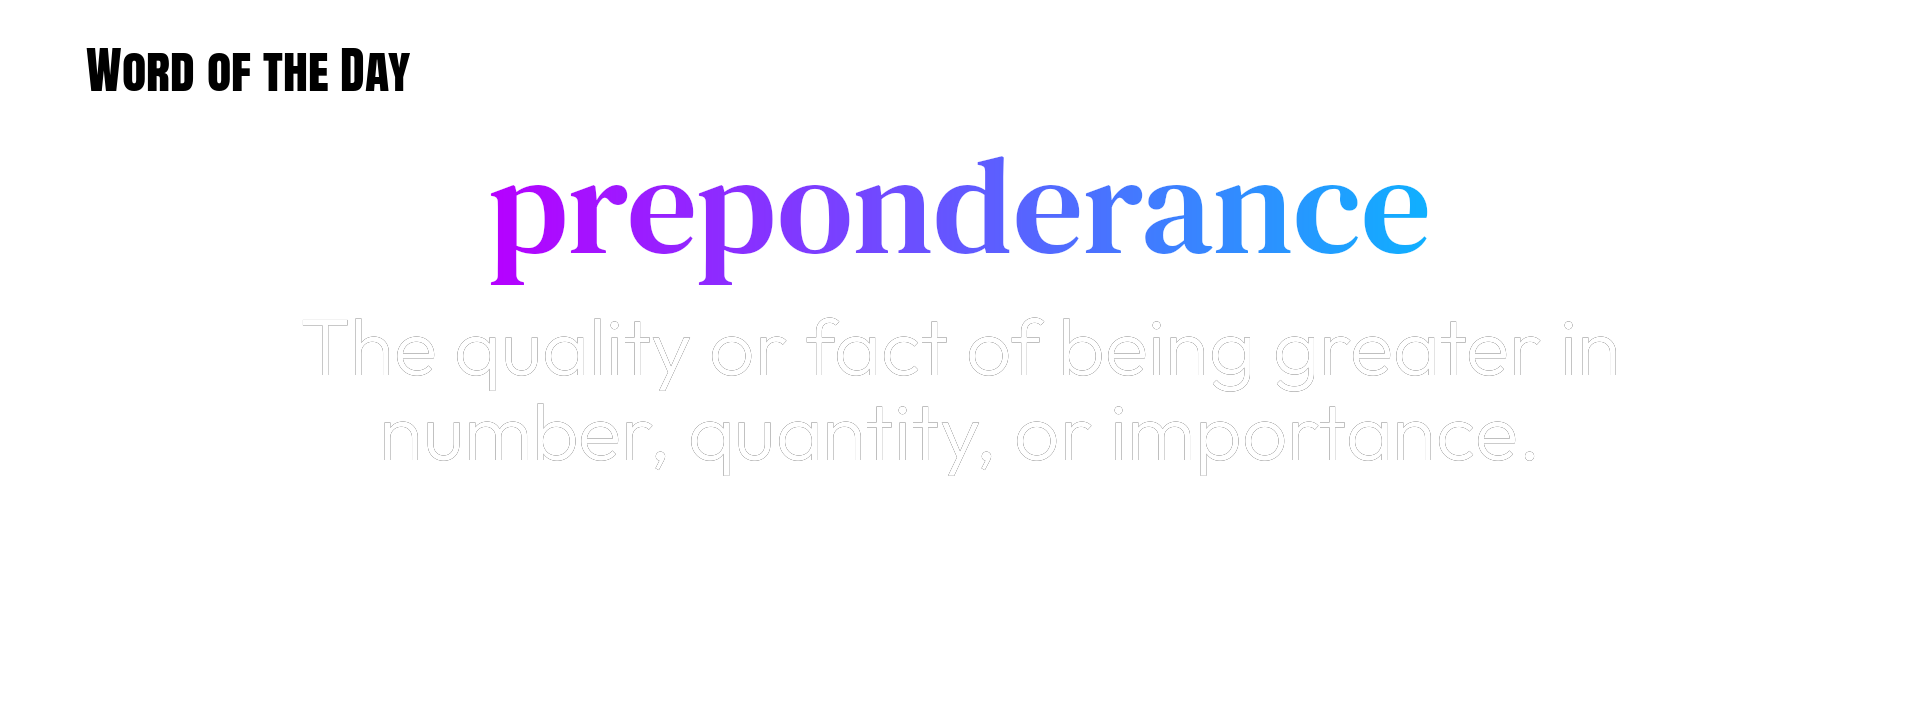 Word of the Day
preponderance
The quality or fact of being greater in
number, quantity, or importance.